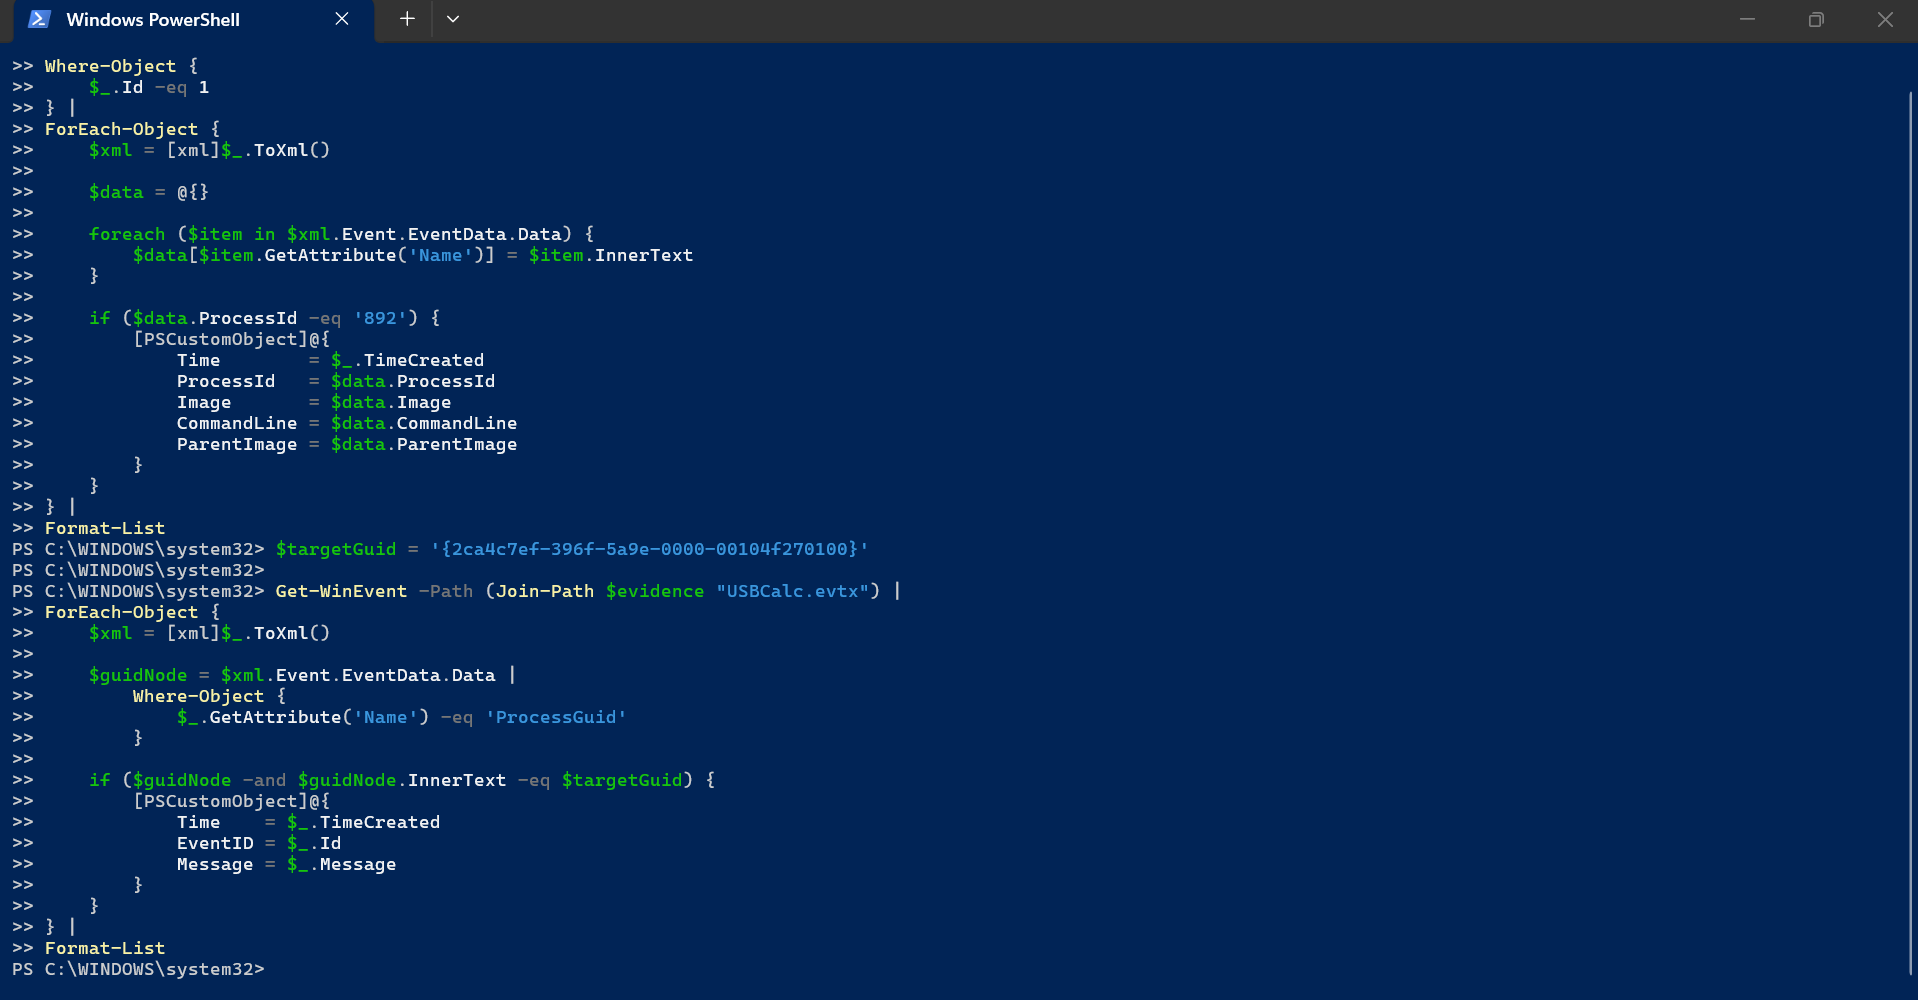 Windows PowerShell
>> Where-Object {
>>     $_.Id -eq 1
>> } |
>> ForEach-Object {
>>     $xml = [xml]$_.ToXml()
>>
>>     $data = @{}
>>
>>     foreach ($item in $xml.Event.EventData.Data) {
>>         $data[$item.GetAttribute('Name')] = $item.InnerText
>>     }
>>
>>     if ($data.ProcessId -eq '892') {
>>         [PSCustomObject]@{
>>             Time        = $_.TimeCreated
>>             ProcessId   = $data.ProcessId
>>             Image       = $data.Image
>>             CommandLine = $data.CommandLine
>>             ParentImage = $data.ParentImage
>>         }
>>     }
>> } |
>> Format-List
PS C:\WINDOWS\system32> $targetGuid = '{2ca4c7ef-396f-5a9e-0000-00104f270100}'
PS C:\WINDOWS\system32>
PS C:\WINDOWS\system32> Get-WinEvent -Path (Join-Path $evidence "USBCalc.evtx") |
>> ForEach-Object {
>>     $xml = [xml]$_.ToXml()
>>
>>     $guidNode = $xml.Event.EventData.Data |
>>         Where-Object {
>>             $_.GetAttribute('Name') -eq 'ProcessGuid'
>>         }
>>
>>     if ($guidNode -and $guidNode.InnerText -eq $targetGuid) {
>>         [PSCustomObject]@{
>>             Time    = $_.TimeCreated
>>             EventID = $_.Id
>>             Message = $_.Message
>>         }
>>     }
>> } |
>> Format-List
PS C:\WINDOWS\system32>